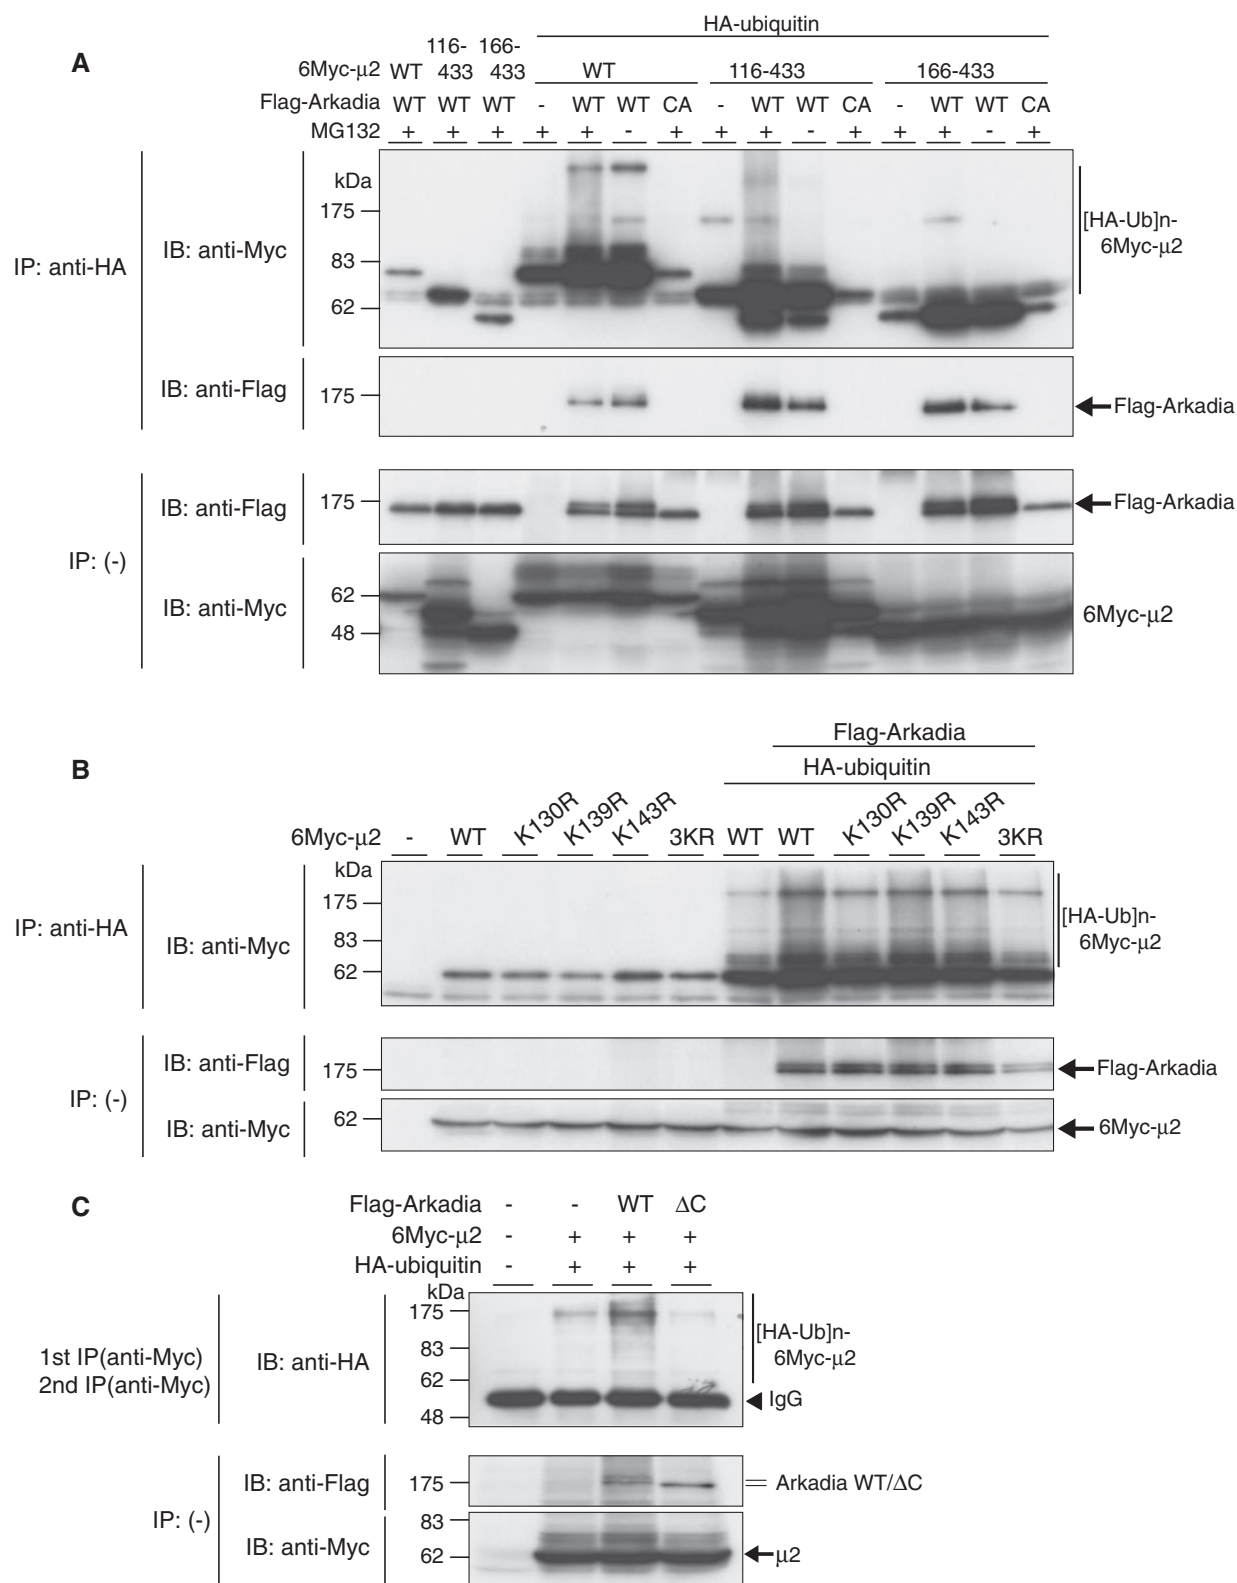 A
HA-ubiquitin
116- 166-
6Myc-μ2 WT 433 433 WT 116-433 166-433
Flag-Arkadia WT WT WT - WT WT CA - WT WT CA - WT WT CA
MG132 + + + + + - + + + - + + + - +
kDa
175
83
62
IP: anti-HA
IB: anti-Myc
[HA-Ub]n-
6Myc-μ2
IB: anti-Flag 175 Flag-Arkadia
IB: anti-Flag 175 Flag-Arkadia
IP: (-)
IB: anti-Myc 62 6Myc-μ2
48
B
Flag-Arkadia
HA-ubiquitin
6Myc-μ2 - WT K130R K139R K143R 3KR WT WT K130R K139R K143R 3KR
kDa
175
83
62
IP: anti-HA
IB: anti-Myc
[HA-Ub]n-
6Myc-μ2
IB: anti-Flag 175 Flag-Arkadia
IP: (-)
IB: anti-Myc 62 6Myc-μ2
C
Flag-Arkadia - - WT ΔC
6Myc-μ2 - + + +
HA-ubiquitin - + + +
kDa
175
83
62
48
1st IP(anti-Myc)
2nd IP(anti-Myc)
IB: anti-HA
[HA-Ub]n-
6Myc-μ2
IgG
IB: anti-Flag 175 Arkadia WT/ΔC
IP: (-)
83
IB: anti-Myc 62 μ2